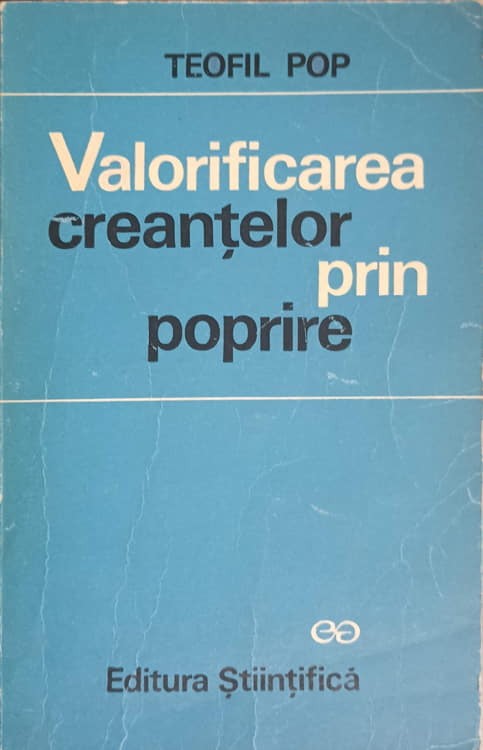 TEOFIL POP
Valorificarea
creanțelor
prin
poprire
Editura Științifică